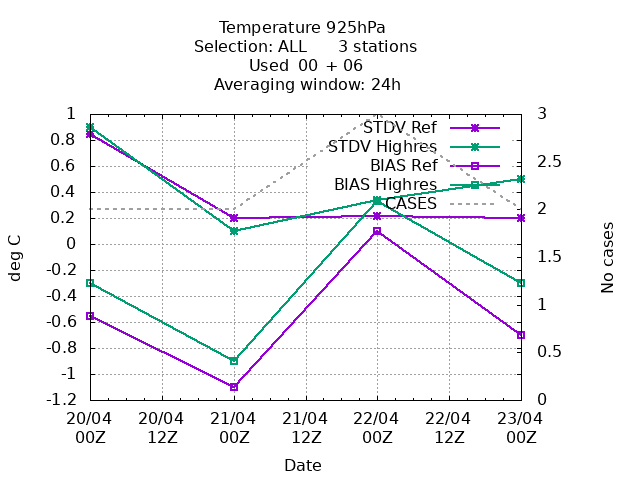 Temperature 925hPa
Selection: ALL 3 stations
Used 00 + 06
Averaging window: 24h
STDV Ref
STDV Highres
BIAS Ref
BIAS Highres
CASES
deg C
1
0.8
0.6
0.4
0.2
0
-0.2
-0.4
-0.6
-0.8
-1
-1.2
3
2.5
2
1.5
1
0.5
0
No cases
20/04 20/04 21/04 21/04 22/04 22/04 23/04
00Z 12Z 00Z 12Z 00Z 12Z 00Z
Date